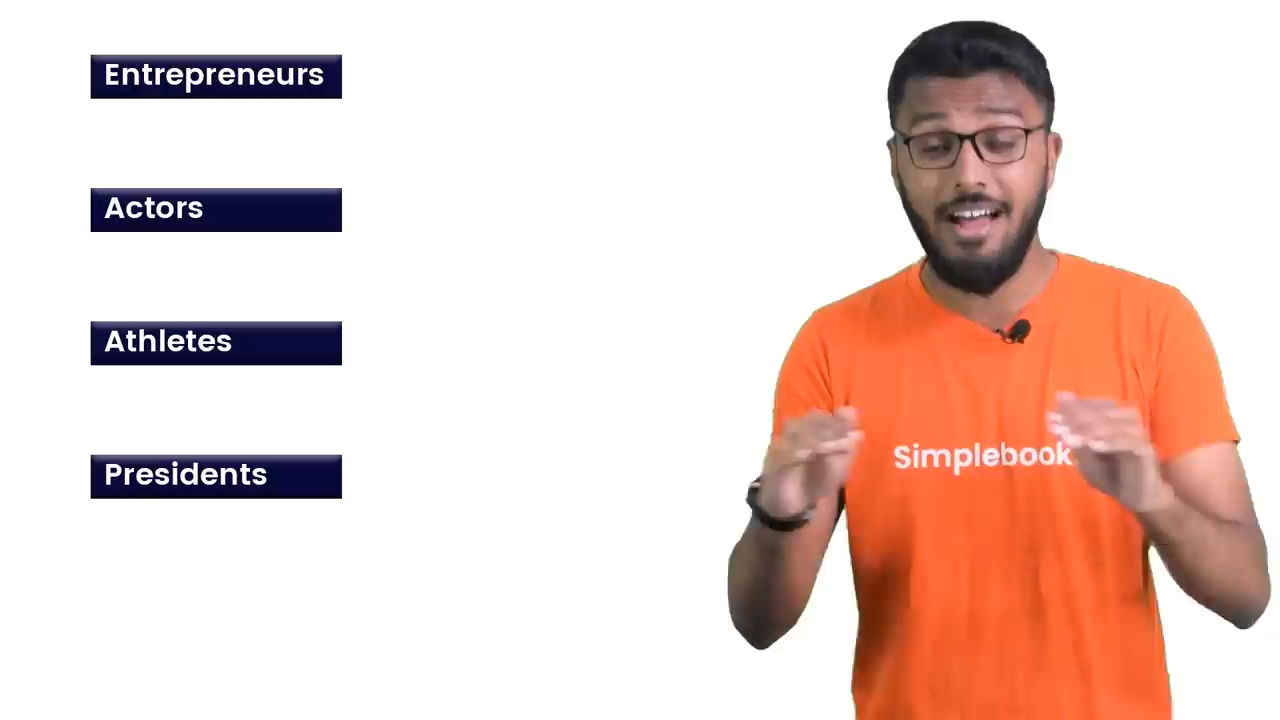 Entrepreneurs
Actors
Athletes
Presidents
Simplebook